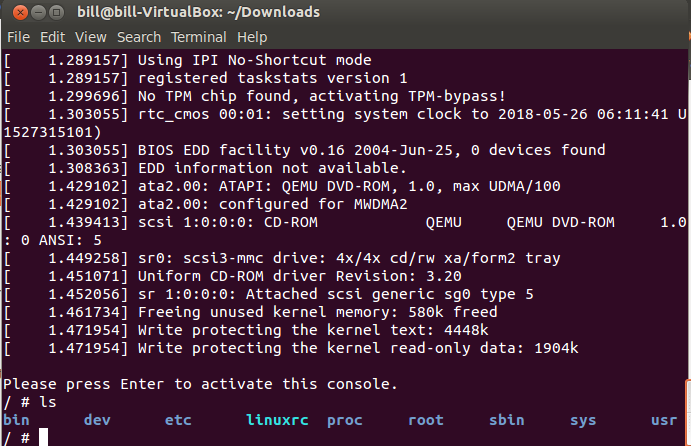 bill@bill-VirtualBox: ~/Downloads
File Edit View Search Terminal Help
[    1.289157] Using IPI No-Shortcut mode
[    1.289157] registered taskstats version 1
[    1.299696] No TPM chip found, activating TPM-bypass!
[    1.303055] rtc_cmos 00:01: setting system clock to 2018-05-26 06:11:41 U
1527315101)
[    1.303055] BIOS EDD facility v0.16 2004-Jun-25, 0 devices found
[    1.308363] EDD information not available.
[    1.429102] ata2.00: ATAPI: QEMU DVD-ROM, 1.0, max UDMA/100
[    1.429102] ata2.00: configured for MWDMA2
[    1.439413] scsi 1:0:0:0: CD-ROM            QEMU     QEMU DVD-ROM     1.0
: 0 ANSI: 5
[    1.449258] sr0: scsi3-mmc drive: 4x/4x cd/rw xa/form2 tray
[    1.451071] Uniform CD-ROM driver Revision: 3.20
[    1.452056] sr 1:0:0:0: Attached scsi generic sg0 type 5
[    1.461734] Freeing unused kernel memory: 580k freed
[    1.471954] Write protecting the kernel text: 4448k
[    1.471954] Write protecting the kernel read-only data: 1904k
Please press Enter to activate this console.
/ # ls
bin      dev      etc      linuxrc  proc     root     sbin     sys      usr
/ #